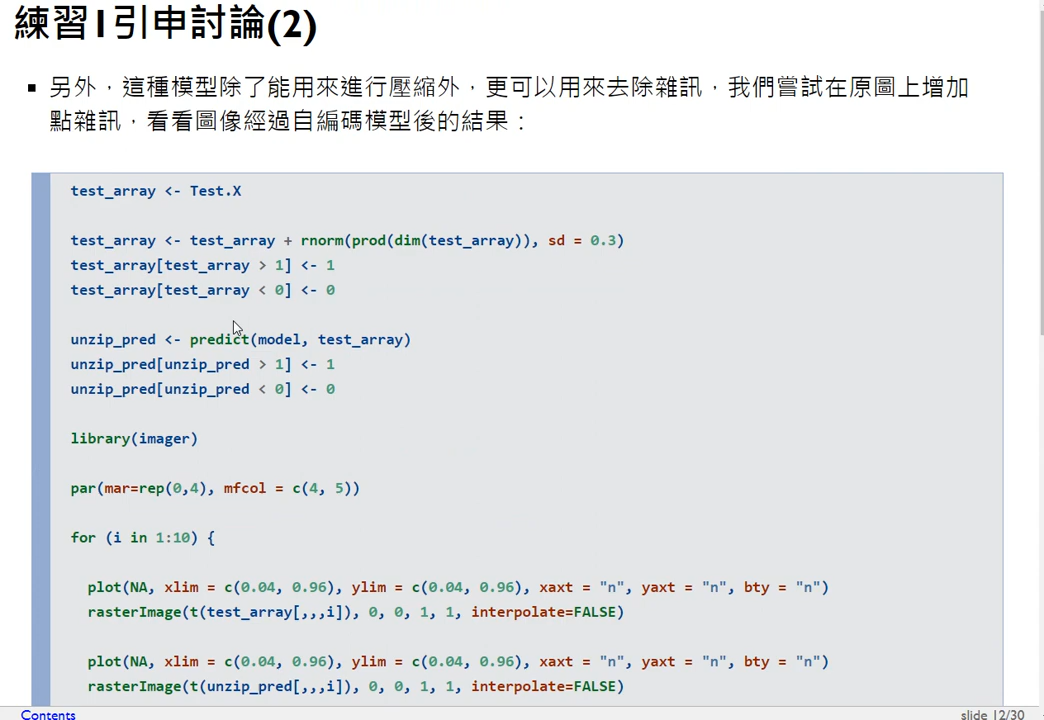 練習1引申討論(2)
另外，這種模型除了能用來進行壓縮外，更可以用來去除雜訊，我們嘗試在原圖上增加
點雜訊，看看圖像經過自編碼模型後的結果：
test_array <- Test.X
test_array <- test_array + rnorm(prod(dim(test_array)), sd = 0.3)
test_array[test_array > 1] <- 1
test_array[test_array < 0] <- 0
unzip_pred <- predict(model, test_array)
unzip_pred[unzip_pred > 1] <- 1
unzip_pred[unzip_pred < 0] <- 0
library(imager)
par(mar=rep(0,4), mfcol = c(4, 5))
for (i in 1:10) {
plot(NA, xlim = c(0.04, 0.96), ylim = c(0.04, 0.96), xaxt = "n", yaxt = "n", bty = "n")
rasterImage(t(test_array[,,,i]), 0, 0, 1, 1, interpolate=FALSE)
plot(NA, xlim = c(0.04, 0.96), ylim = c(0.04, 0.96), xaxt = "n", yaxt = "n", bty = "n")
rasterImage(t(unzip_pred[,,,i]), 0, 0, 1, 1, interpolate=FALSE)
Contents
slide 12/30